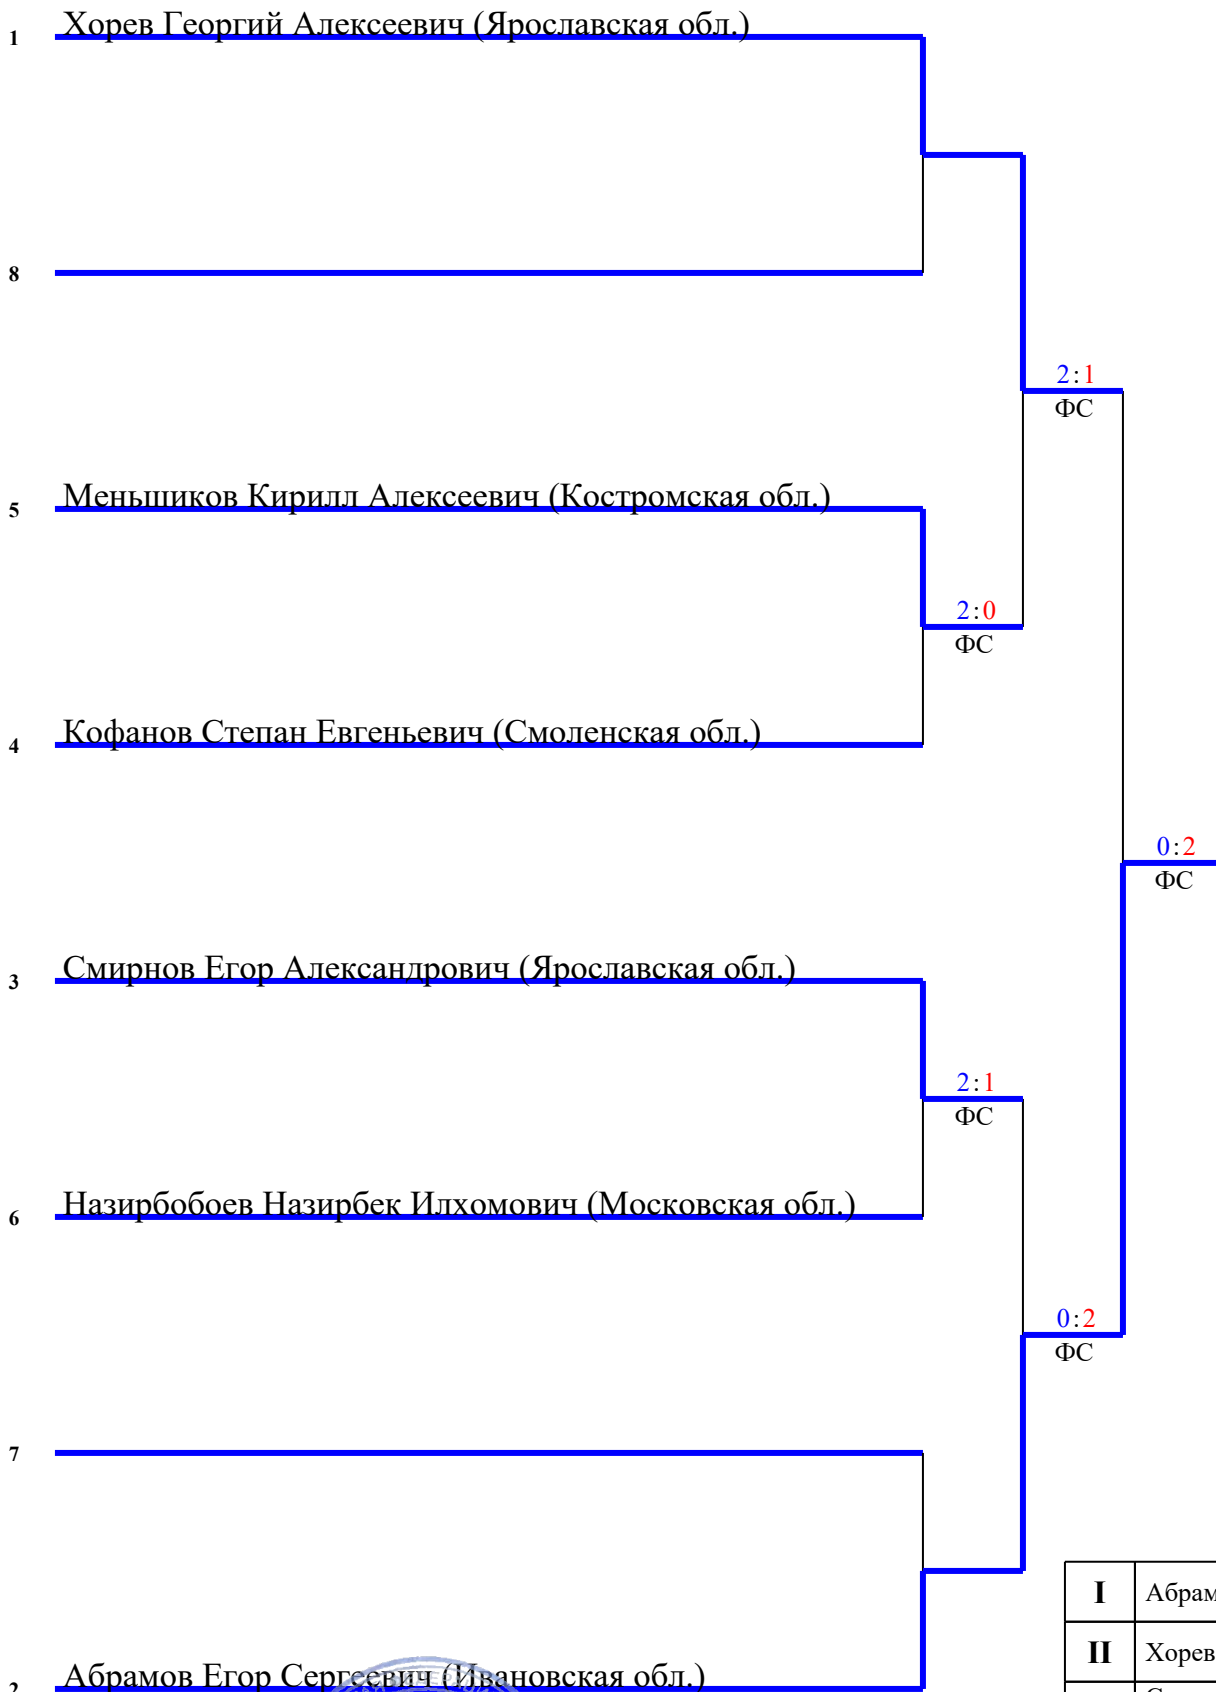 1 Хорев Георгий Алексеевич (Ярославская обл.)
8
2:1
ФС
5 Меньшиков Кирилл Алексеевич (Костромская обл.)
2:0
ФС
4 Кофанов Степан Евгеньевич (Смоленская обл.)
0:2
ФС
3 Смирнов Егор Александрович (Ярославская обл.)
2:1
ФС
6 Назирбобоев Назирбек Илхомович (Московская обл.)
0:2
ФС
7
I Абрам
II Хорев
2 Абрамов Егор Сергеевич (Ивановская обл.)